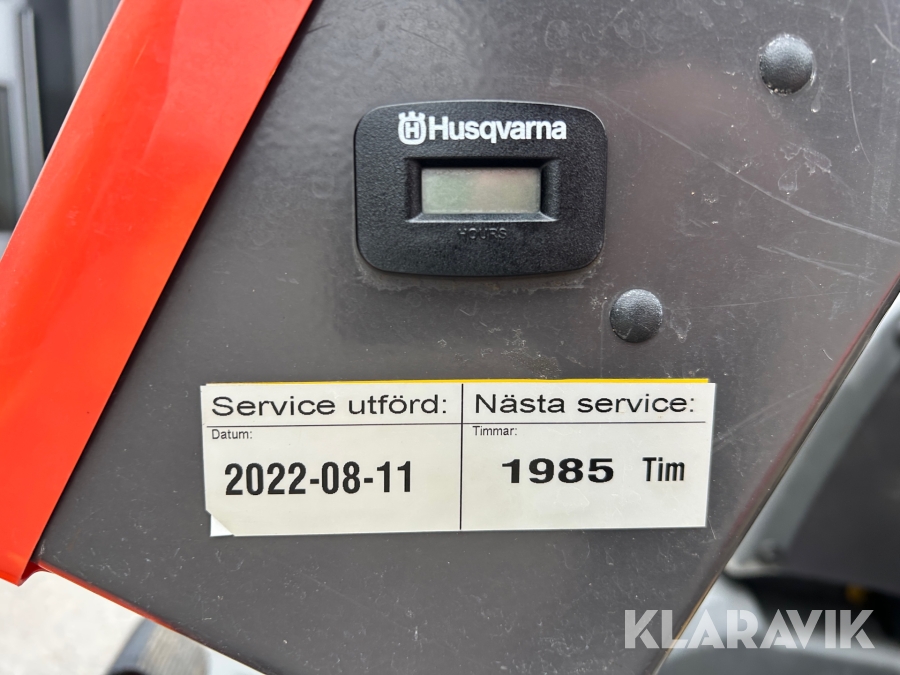 Husqvarna
HOURS
Service utförd:
Nästa service:
Datum:
Timmar:
2022-08-11
1985 Tim
KLARAVIK